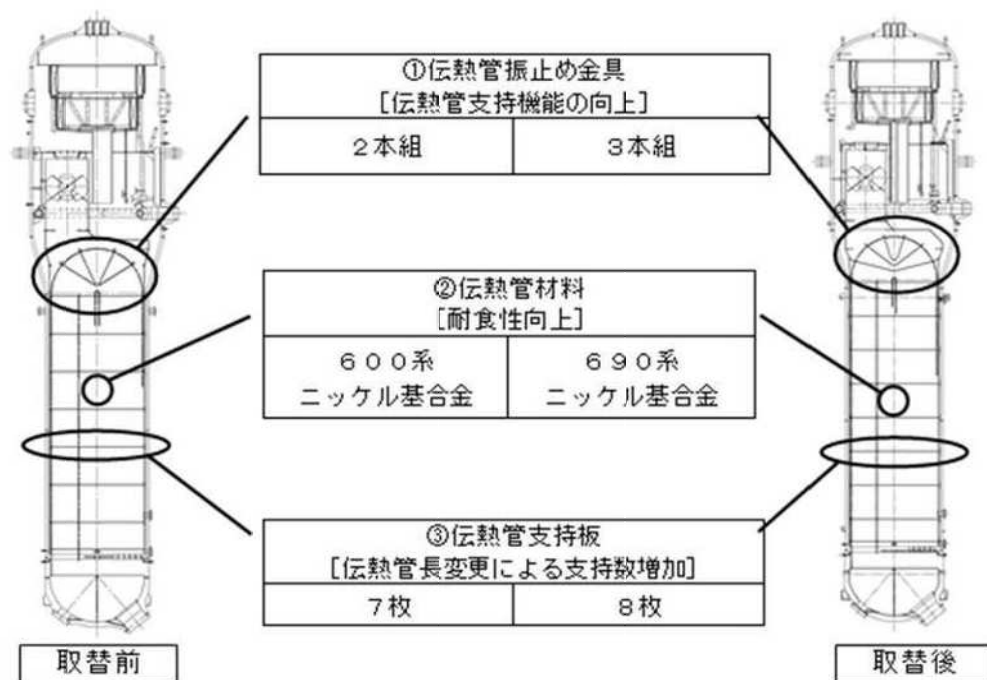 ①伝熱管振止め金具
[伝熱管支持機能の向上]
２本組
３本組
②伝熱管材料
[耐食性向上]
６００系
ニッケル基合金
６９０系
ニッケル基合金
③伝熱管支持板
[伝熱管長変更による支持数増加]
７枚
８枚
取替前
取替後